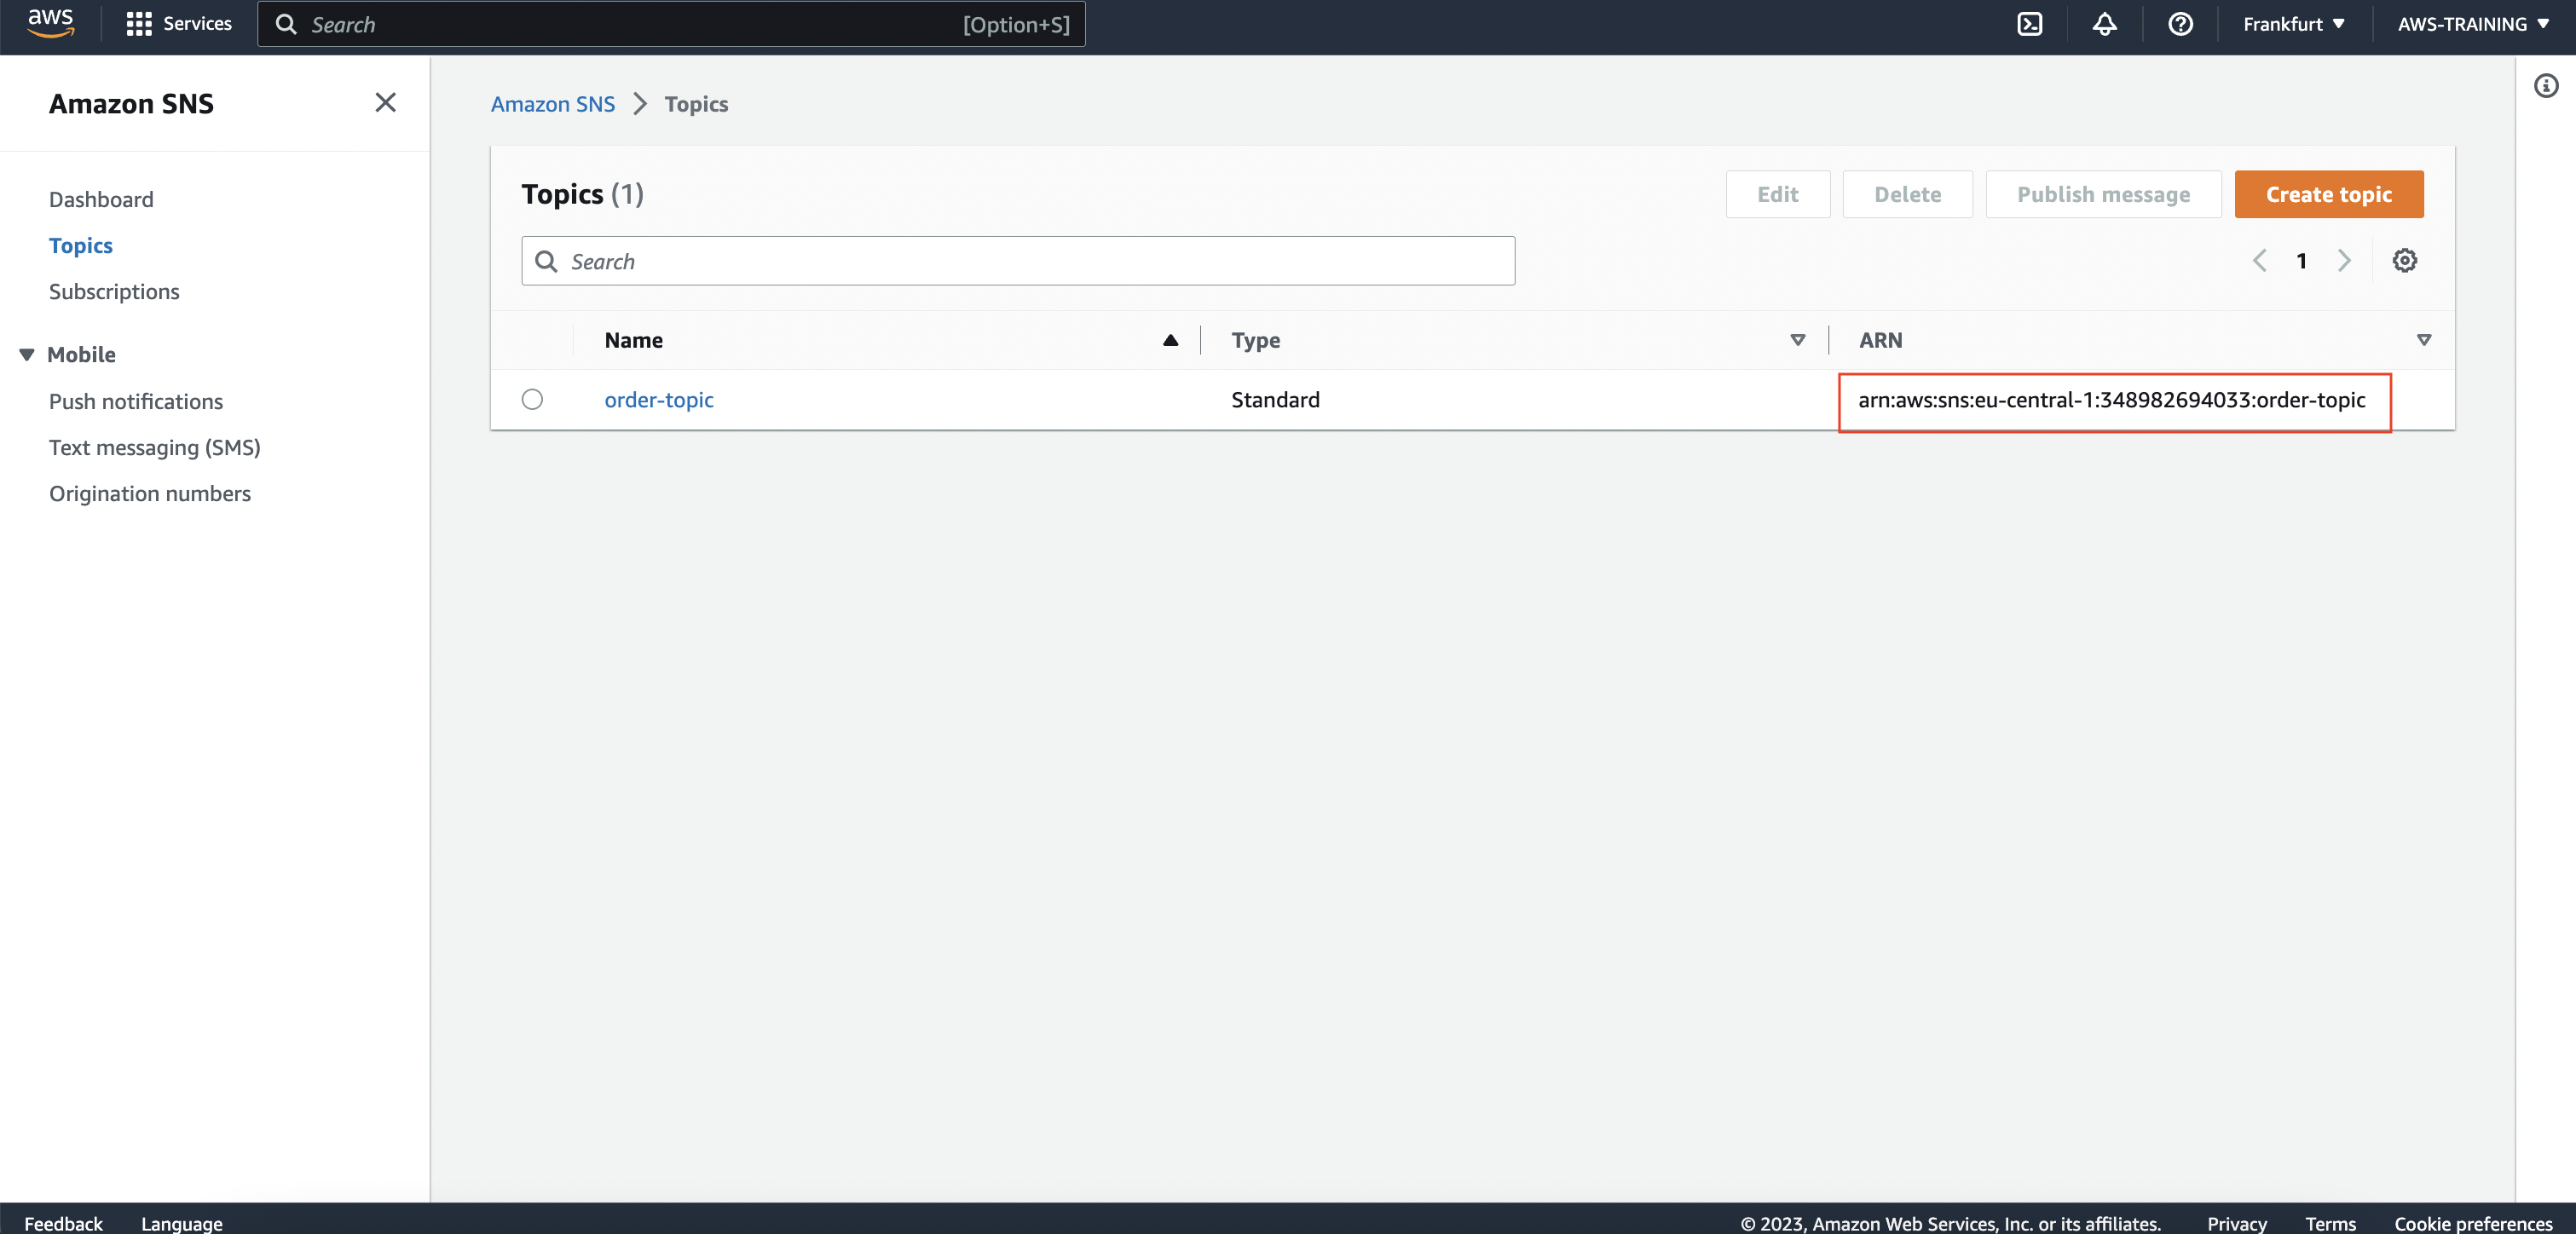 aws Services Search [Option+S] Frankfurt AWS-TRAINING
Amazon SNS
Dashboard
Topics
Subscriptions
Mobile
Push notifications
Text messaging (SMS)
Origination numbers
Amazon SNS Topics
Topics (1) Edit Delete Publish message Create topic
Search 1
Name Type ARN
order-topic Standard arn:aws:sns:eu-central-1:348982694033:order-topic
Feedback Language © 2023, Amazon Web Services, Inc. or its affiliates. Privacy Terms Cookie preferences